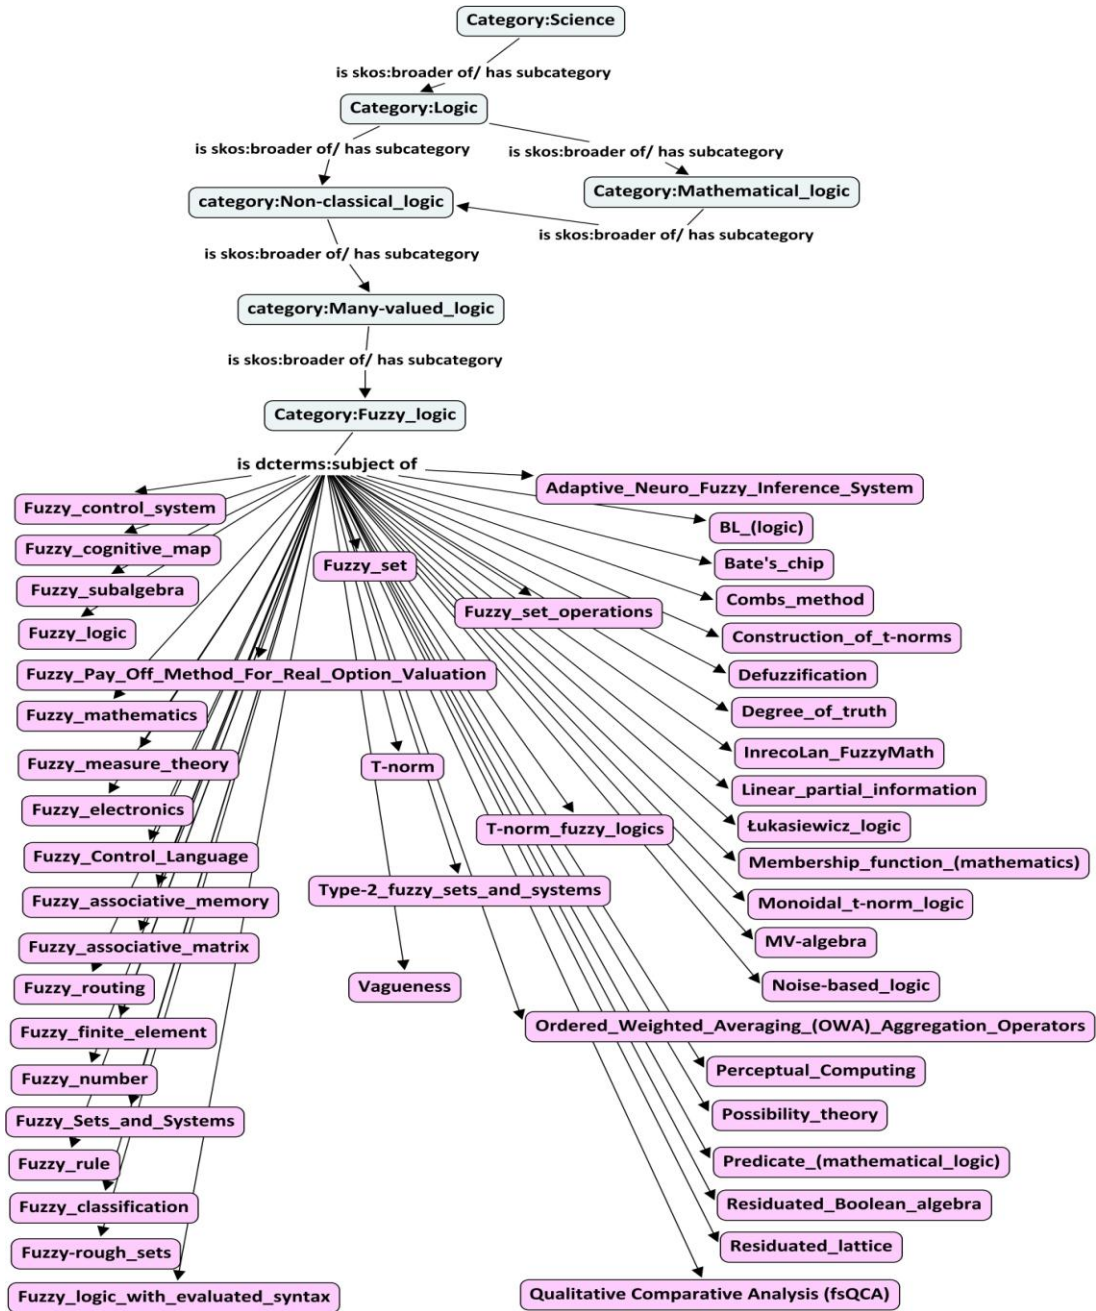 Category:Science
is skos:broader of/ has subcategory
Category:Logic
is skos:broader of/ has subcategory
is skos:broader of/ has subcategory
category:Non-classical_logic
Category:Mathematical_logic
is skos:broader of/ has subcategory
is skos:broader of/ has subcategory
category:Many-valued_logic
is skos:broader of/ has subcategory
Category:Fuzzy_logic
is dcterms:subject of
Fuzzy_control_system
Fuzzy_cognitive_map
Fuzzy_subalgebra
Fuzzy_logic
Fuzzy_Pay_Off_Method_For_Real_Option_Valuation
Fuzzy_mathematics
Fuzzy_measure_theory
Fuzzy_electronics
Fuzzy_Control_Language
Fuzzy_associative_memory
Fuzzy_associative_matrix
Fuzzy_routing
Fuzzy_finite_element
Fuzzy_number
Fuzzy_Sets_and_Systems
Fuzzy_rule
Fuzzy_classification
Fuzzy-rough_sets
Fuzzy_logic_with_evaluated_syntax
Fuzzy_set
Fuzzy_set_operations
T-norm
T-norm_fuzzy_logics
Type-2_fuzzy_sets_and_systems
Vagueness
Adaptive_Neuro_Fuzzy_Inference_System
BL_(logic)
Bate's_chip
Combs_method
Construction_of_t-norms
Defuzzification
Degree_of_truth
InrecoLan_FuzzyMath
Linear_partial_information
Łukasiewicz_logic
Membership_function_(mathematics)
Monoidal_t-norm_logic
MV-algebra
Noise-based_logic
Ordered_Weighted_Averaging_(OWA)_Aggregation_Operators
Perceptual_Computing
Possibility_theory
Predicate_(mathematical_logic)
Residuated_Boolean_algebra
Residuated_lattice
Qualitative Comparative Analysis (fsQCA)